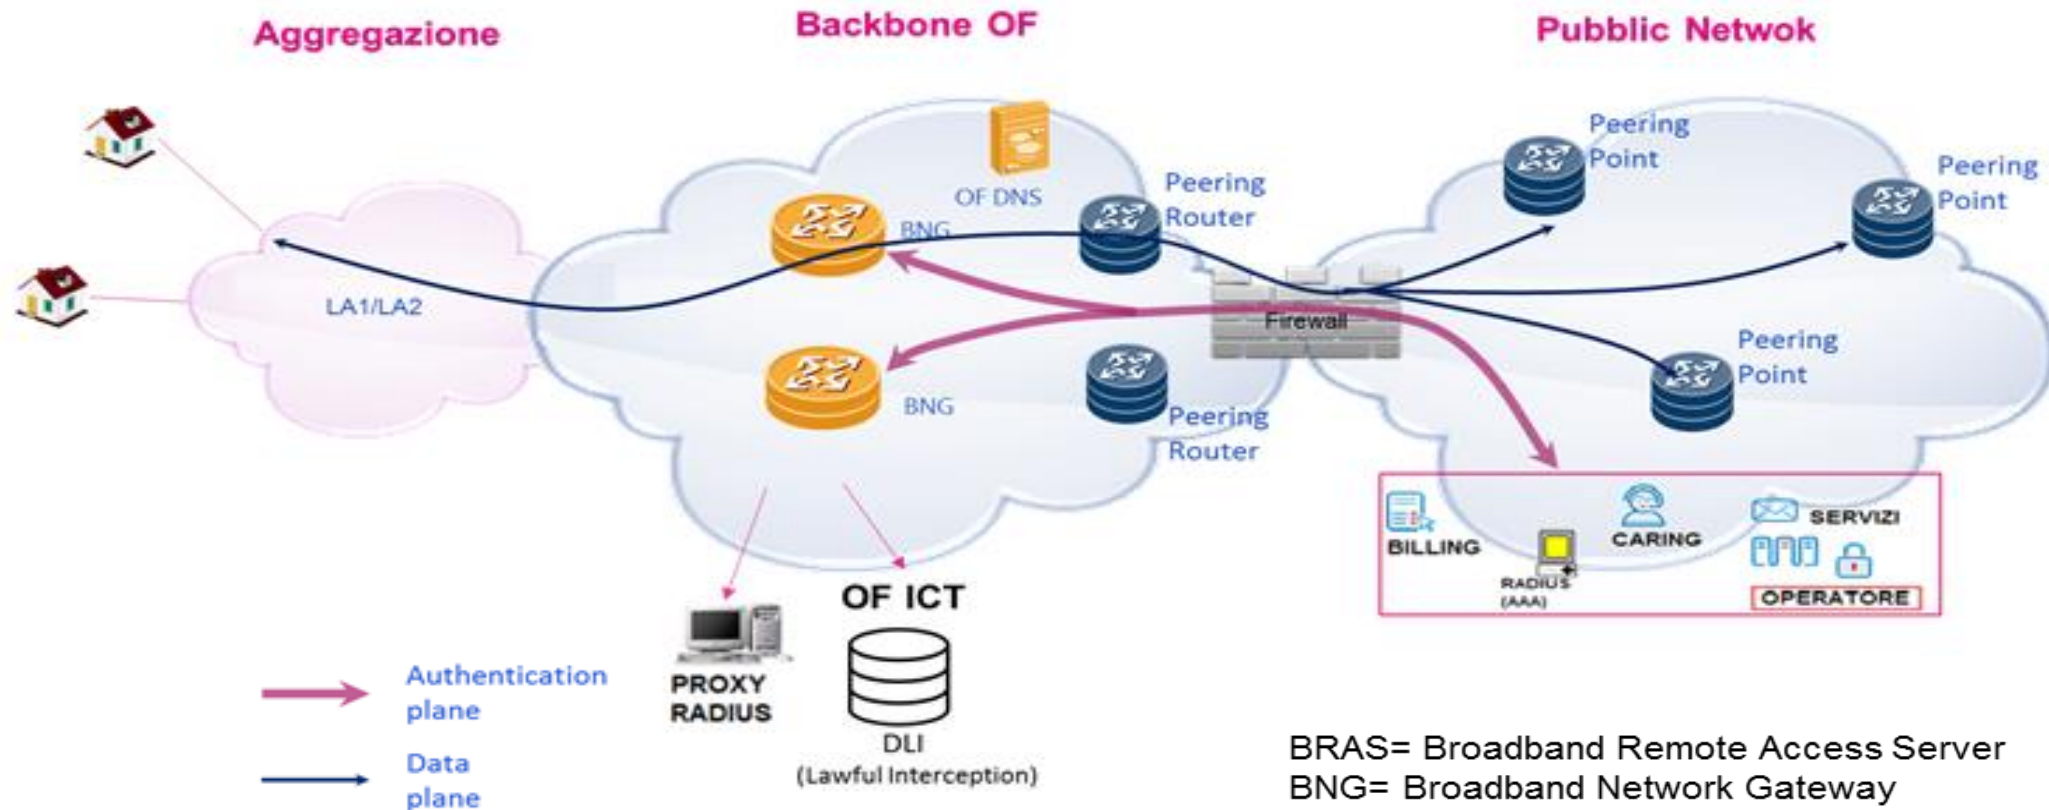 Aggregazione
Backbone OF
Pubblic Netwok
OF DNS
BNG
Peering
Router
Peering
Point
Peering
Point
LA1/LA2
Firewall
BNG
Peering
Router
Peering
Point
BILLING
RADIUS
(AAA)
CARING
SERVIZI
OPERATORE
OF ICT
PROXY
RADIUS
DLI
(Lawful Interception)
Authentication
plane
Data
plane
BRAS= Broadband Remote Access Server
BNG= Broadband Network Gateway